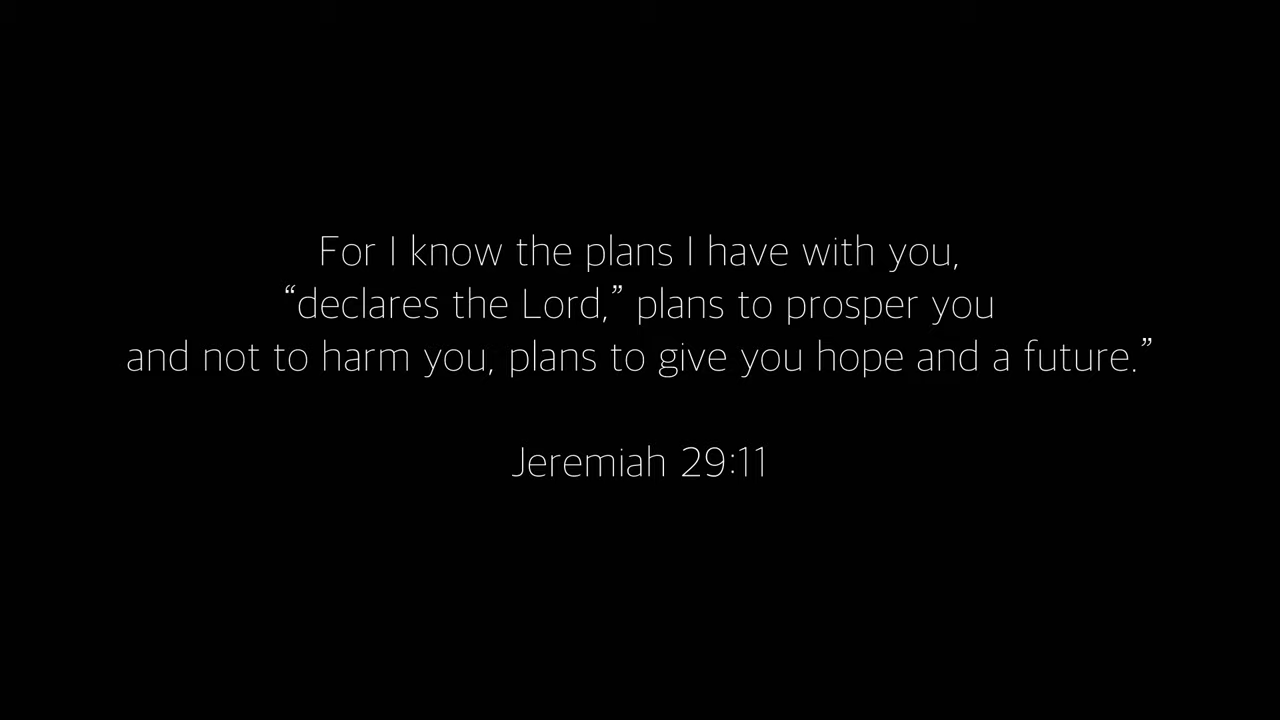 For I know the plans I have with you,
“declares the Lord,” plans to prosper you
and not to harm you, plans to give you hope and a future.”
Jeremiah 29:11